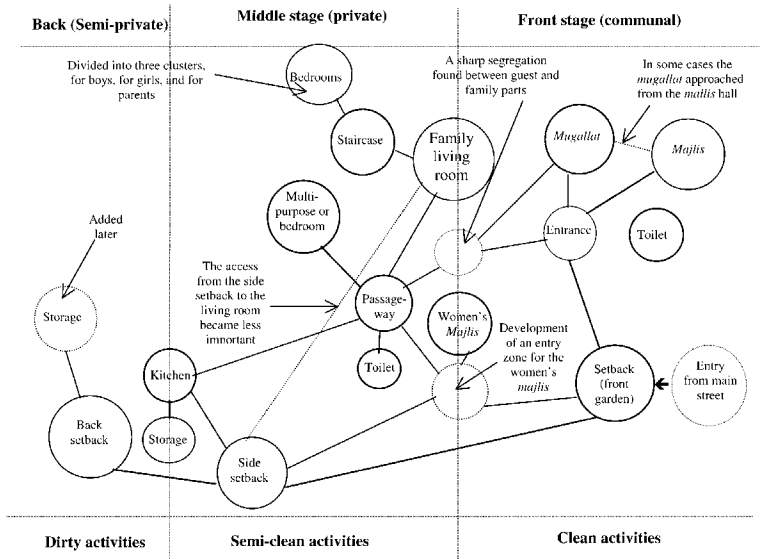 Back (Semi-private)
Middle stage (private)
Front stage (communal)
Divided into three clusters,
for boys, for girls, and for
parents
Bedrooms
A sharp segregation
found between guest and
family parts
In some cases the
mugallat approached
from the majlis hall
Staircase
Family
living
room
Mugallat
Majlis
Multi-
purpose or
bedroom
Entrance
Toilet
Added
later
Storage
The access
from the side
setback to the
living room
became less
important
Passage-
way
Women's
Majlis
Development
of an entry
zone for the
women's
majlis
Kitchen
Toilet
Setback
(front
garden)
Entry
from main
street
Back
setback
Storage
Side
setback
Dirty activities
Semi-clean activities
Clean activities